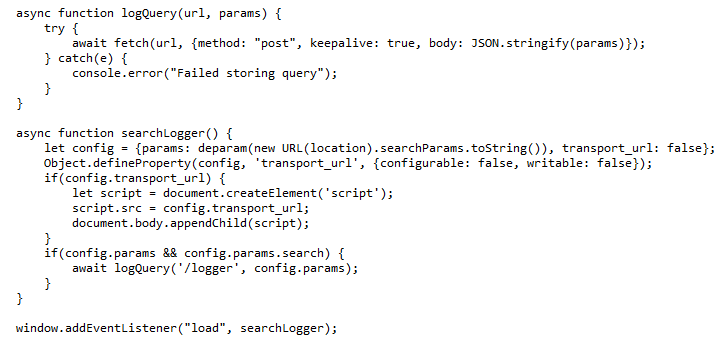 async function logQuery(url, params) {
    try {
        await fetch(url, {method: "post", keepalive: true, body: JSON.stringify(params)});
    } catch(e) {
        console.error("Failed storing query");
    }
}

async function searchLogger() {
    let config = {params: deparam(new URL(location).searchParams.toString()), transport_url: false};
    Object.defineProperty(config, 'transport_url', {configurable: false, writable: false});
    if(config.transport_url) {
        let script = document.createElement('script');
        script.src = config.transport_url;
        document.body.appendChild(script);
    }
    if(config.params && config.params.search) {
        await logQuery('/logger', config.params);
    }
}

window.addEventListener("load", searchLogger);